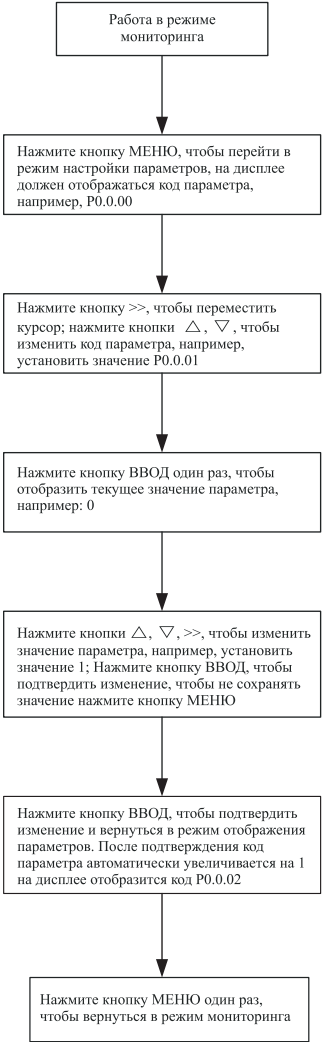 Работа в режиме
мониторинга
Нажмите кнопку МЕНЮ, чтобы перейти в
режим настройки параметров, на дисплее
должен отображаться код параметра,
например, P0.0.00
Нажмите кнопку >>, чтобы переместить
курсор; нажмите кнопки △, ▽, чтобы
изменить код параметра, например,
установить значение P0.0.01
Нажмите кнопку ВВОД один раз, чтобы
отобразить текущее значение параметра,
например: 0
Нажмите кнопки △, ▽, >>, чтобы изменить
значение параметра, например, установить
значение 1; Нажмите кнопку ВВОД, чтобы
подтвердить изменение, чтобы не сохранять
значение нажмите кнопку МЕНЮ
Нажмите кнопку ВВОД, чтобы подтвердить
изменение и вернуться в режим отображения
параметров. После подтверждения код
параметра автоматически увеличивается на 1
на дисплее отобразится код P0.0.02
Нажмите кнопку МЕНЮ один раз,
чтобы вернуться в режим мониторинга